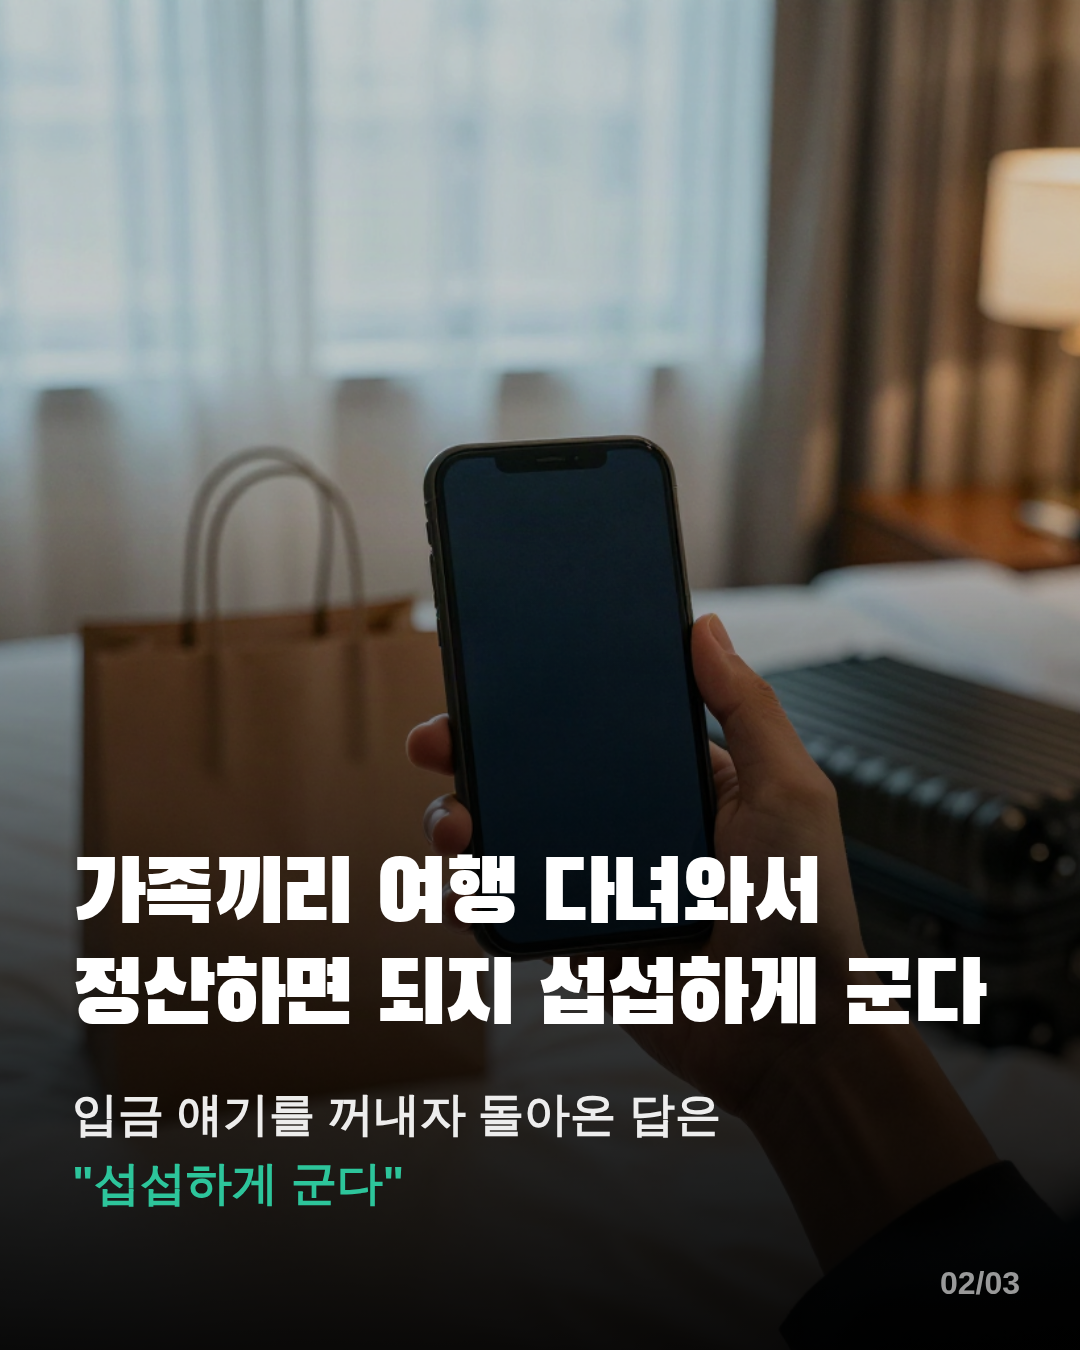 가족끼리 여행 다녀와서
정산하면 되지 섭섭하게 군다
입금 얘기를 꺼내자 돌아온 답은
"섭섭하게 군다"
02/03